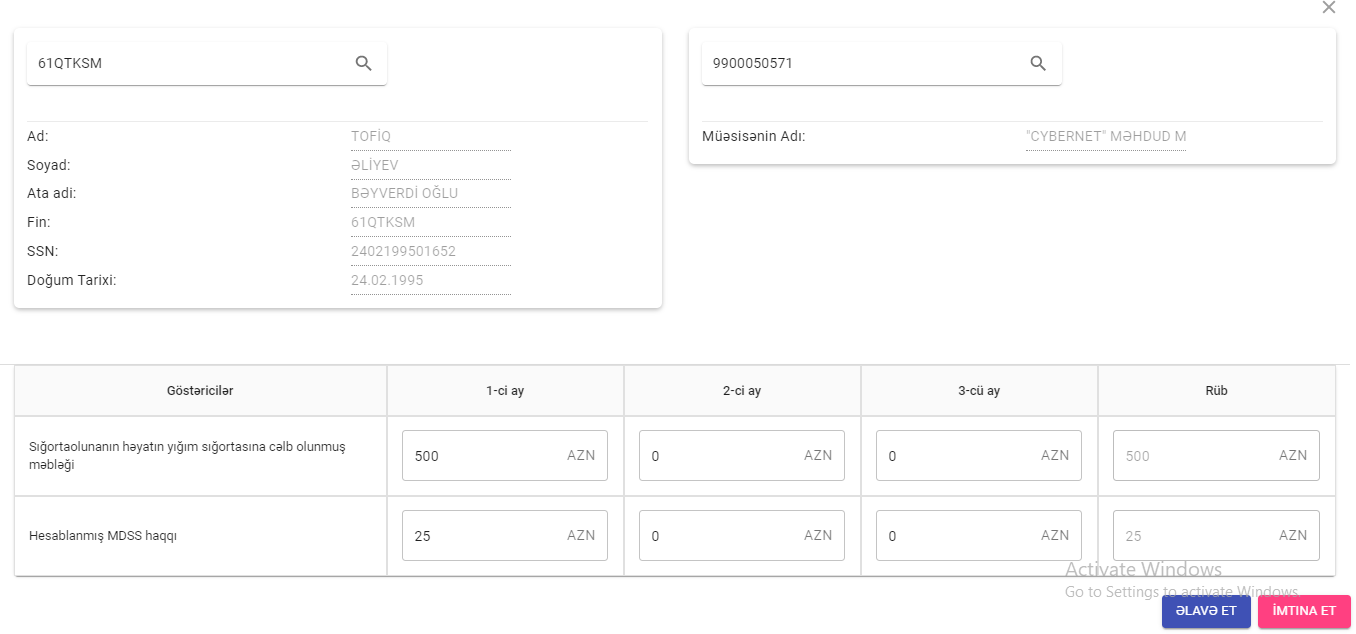 61QTKSM
Ad: TOFİQ
Soyad: ƏLİYEV
Ata adi: BƏYVERDİ OĞLU
Fin: 61QTKSM
SSN: 2402199501652
Doğum Tarixi: 24.02.1995
9900050571
Müəsisənin Adı: "CYBERNET" MƏHDUD M
Göstəricilər 1-ci ay 2-ci ay 3-cü ay Rüb
Sığortaolunanın həyatın yığım sığortasına cəlb olunmuş
məbləği
500 AZN 0 AZN 0 AZN 500 AZN
Hesablanmış MDSS haqqı 25 AZN 0 AZN 0 AZN 25 AZN
Activate Windows
Go to Settings to activate Windows.
ƏLAVƏ ET İMTINA ET